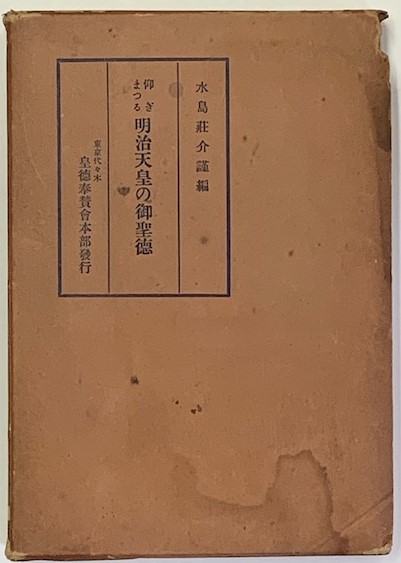 水島莊介謹編
仰ぎまつる
明治天皇の御聖德
東京代々木
皇德奉賛會本部發行